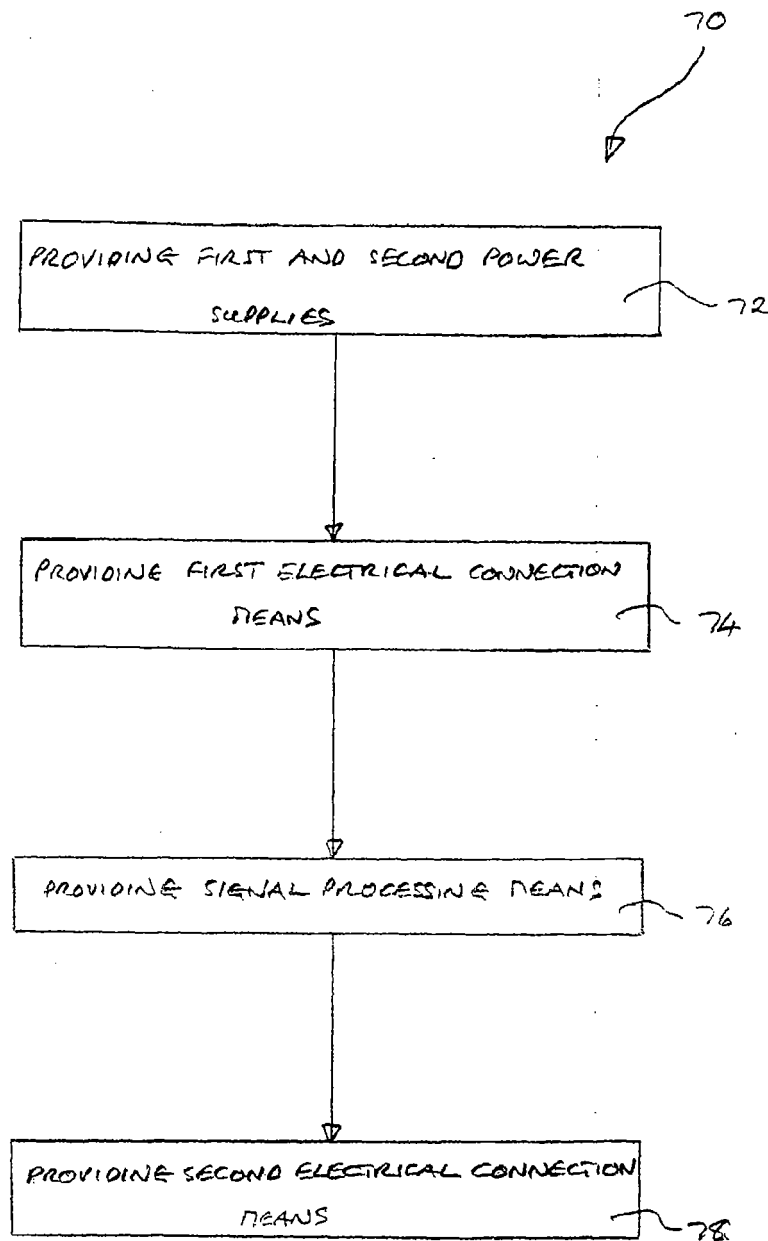 70
PROVIDING FIRST AND SECOND POWER
SUPPLIES
72
PROVIDING FIRST ELECTRICAL CONNECTION
MEANS
74
PROVIDING SIGNAL PROCESSING MEANS
76
PROVIDING SECOND ELECTRICAL CONNECTION
MEANS
78